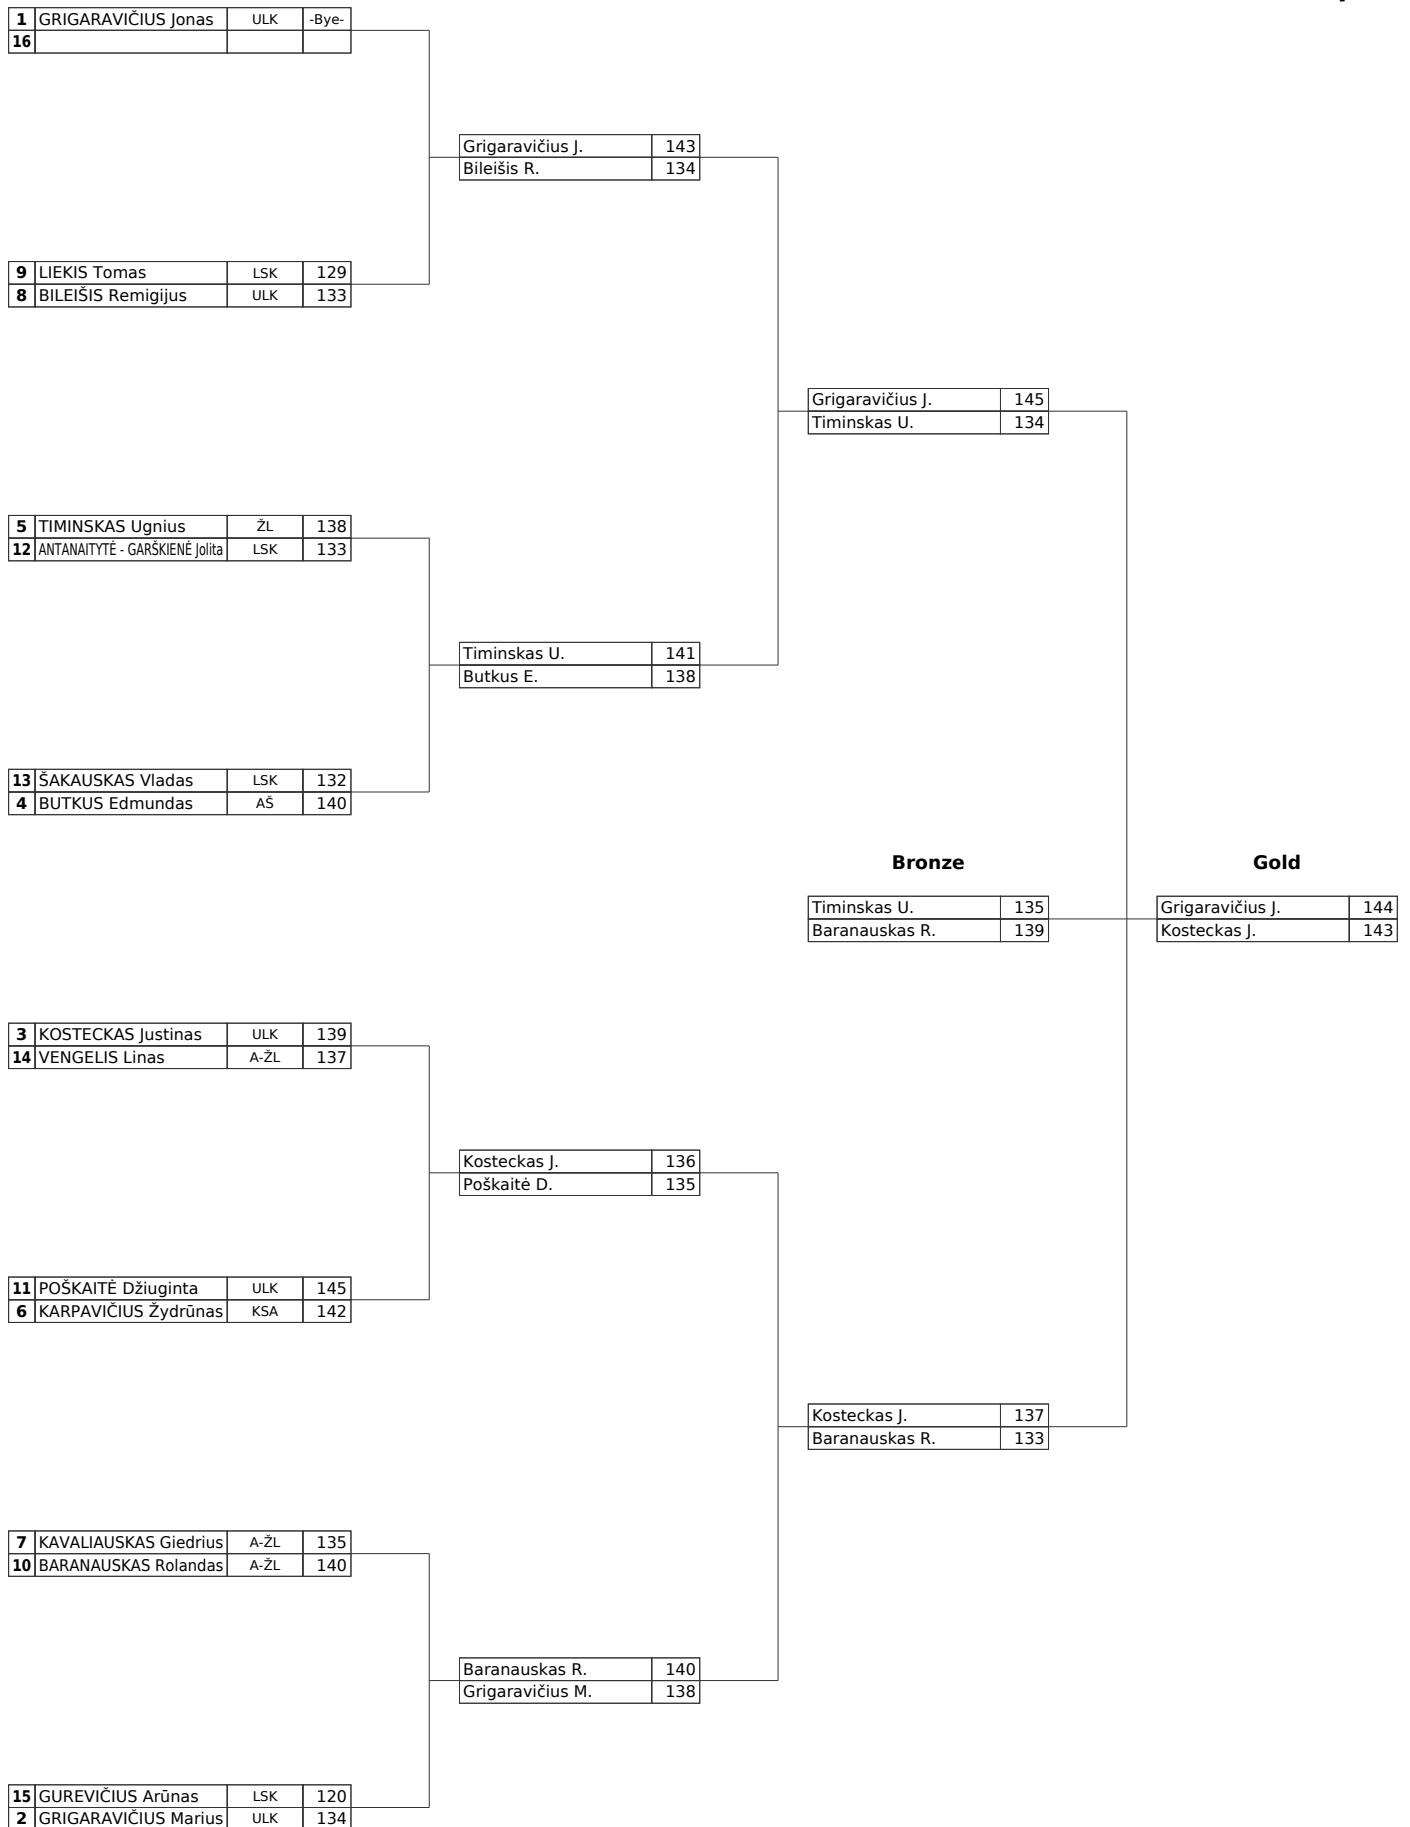 1 GRIGARAVIČIUS Jonas ULK -Bye-
16
Grigaravičius J. 143
Bileišis R. 134
9 LIEKIS Tomas LSK 129
8 BILEIŠIS Remigijus ULK 133
Grigaravičius J. 145
Timinskas U. 134
5 TIMINSKAS Ugnius ŽL 138
12 ANTANAITYTĖ - GARŠKIENĖ Jolita LSK 133
Timinskas U. 141
Butkus E. 138
13 ŠAKAUSKAS Vladas LSK 132
4 BUTKUS Edmundas AŠ 140
Bronze Gold
Timinskas U. 135 Grigaravičius J. 144
Baranauskas R. 139 Kosteckas J. 143
3 KOSTECKAS Justinas ULK 139
14 VENGELIS Linas A-ŽL 137
Kosteckas J. 136
Poškaitė D. 135
11 POŠKAITĖ Džiuginta ULK 145
6 KARPAVIČIUS Žydrūnas KSA 142
Kosteckas J. 137
Baranauskas R. 133
7 KAVALIAUSKAS Giedrius A-ŽL 135
10 BARANAUSKAS Rolandas A-ŽL 140
Baranauskas R. 140
Grigaravičius M. 138
15 GUREVIČIUS Arūnas LSK 120
2 GRIGARAVIČIUS Marius ULK 134